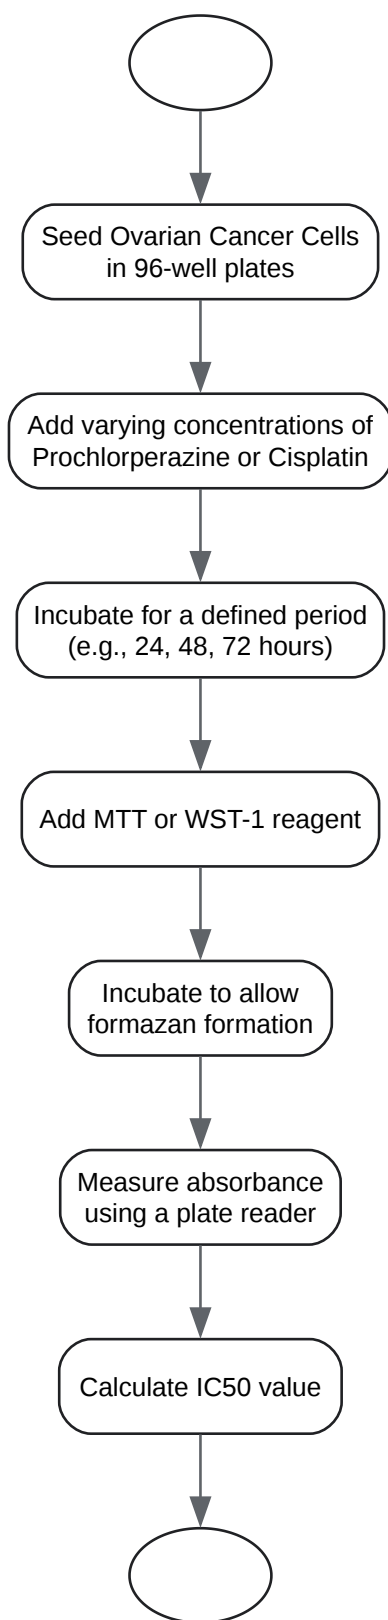 Seed Ovarian Cancer Cells
in 96-well plates
Add varying concentrations of
Prochlorperazine or Cisplatin
Incubate for a defined period
(e.g., 24, 48, 72 hours)
Add MTT or WST-1 reagent
Incubate to allow
formazan formation
Measure absorbance
using a plate reader
Calculate IC50 value